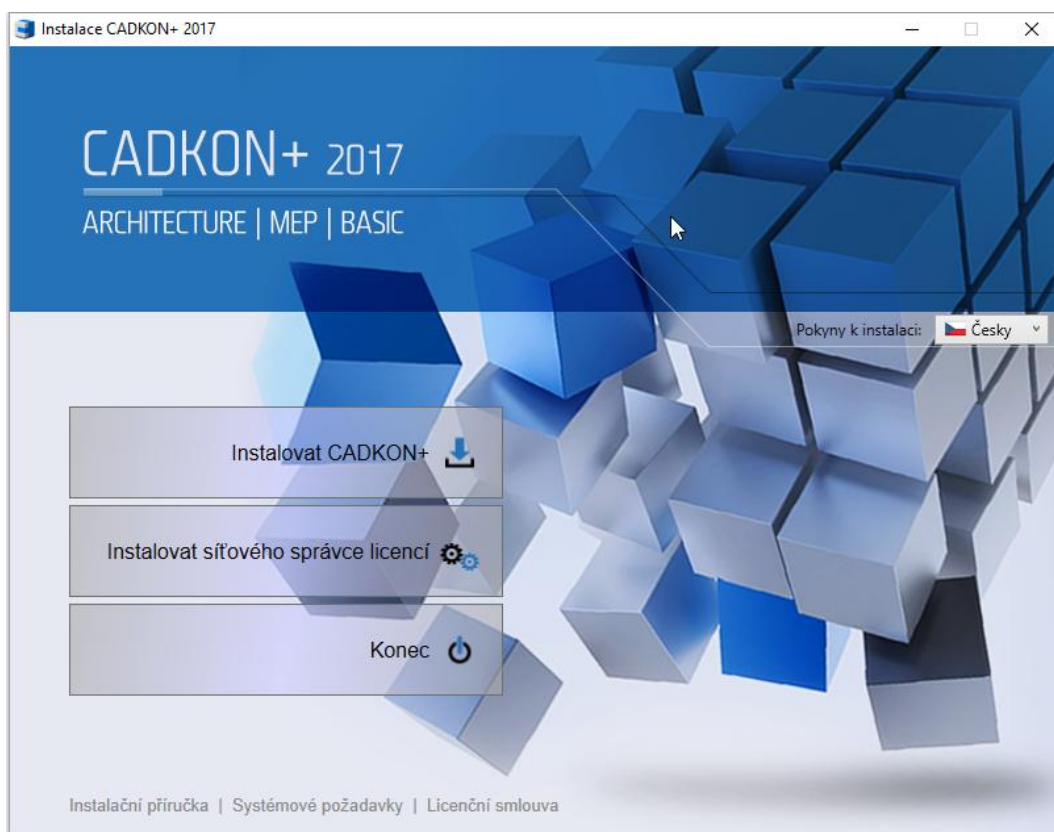 Instalace CADKON+ 2017
CADKON+ 2017
ARCHITECTURE | MEP | BASIC
Pokyny k instalaci: Česky
Instalovat CADKON+
Instalovat síťového správce licencí
Konec
Instalační příručka | Systémové požadavky | Licenční smlouva